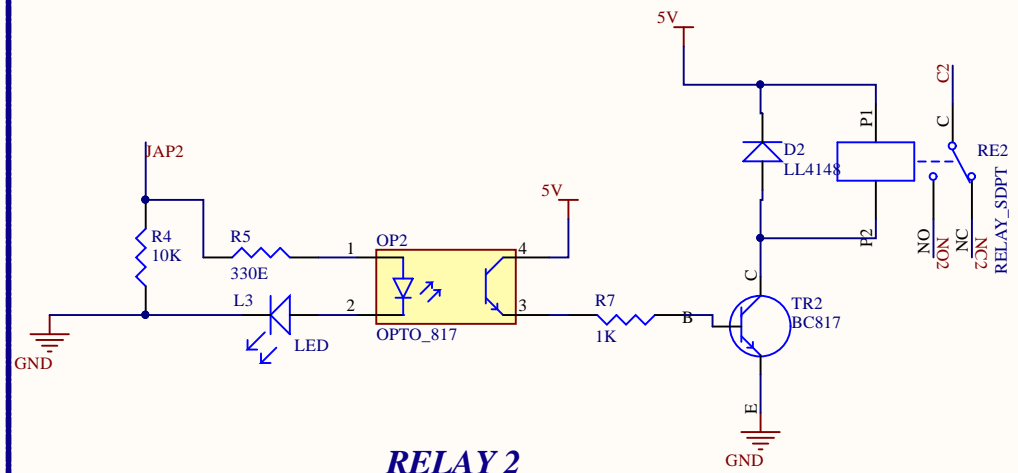 5V
JAP2
R4
10K
R5
330E
1
OP2
4
5V
2
3
OPTO_817
L3
LED
GND
R7
1K
B
C
TR2
BC817
E
GND
D2
LL4148
P1
P2
C2
C
RE2
RELAY_SDPT
NO
NO2
NC
NC2
RELAY 2